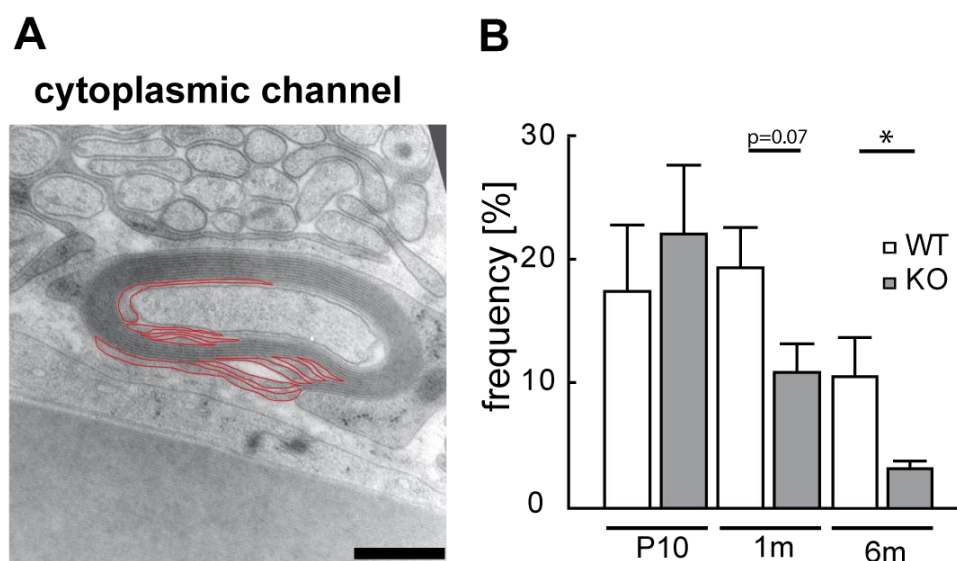 A
cytoplasmic channel
B
frequency [%]
30
20
10
0
p=0.07
*
WT
KO
P10
1m
6m